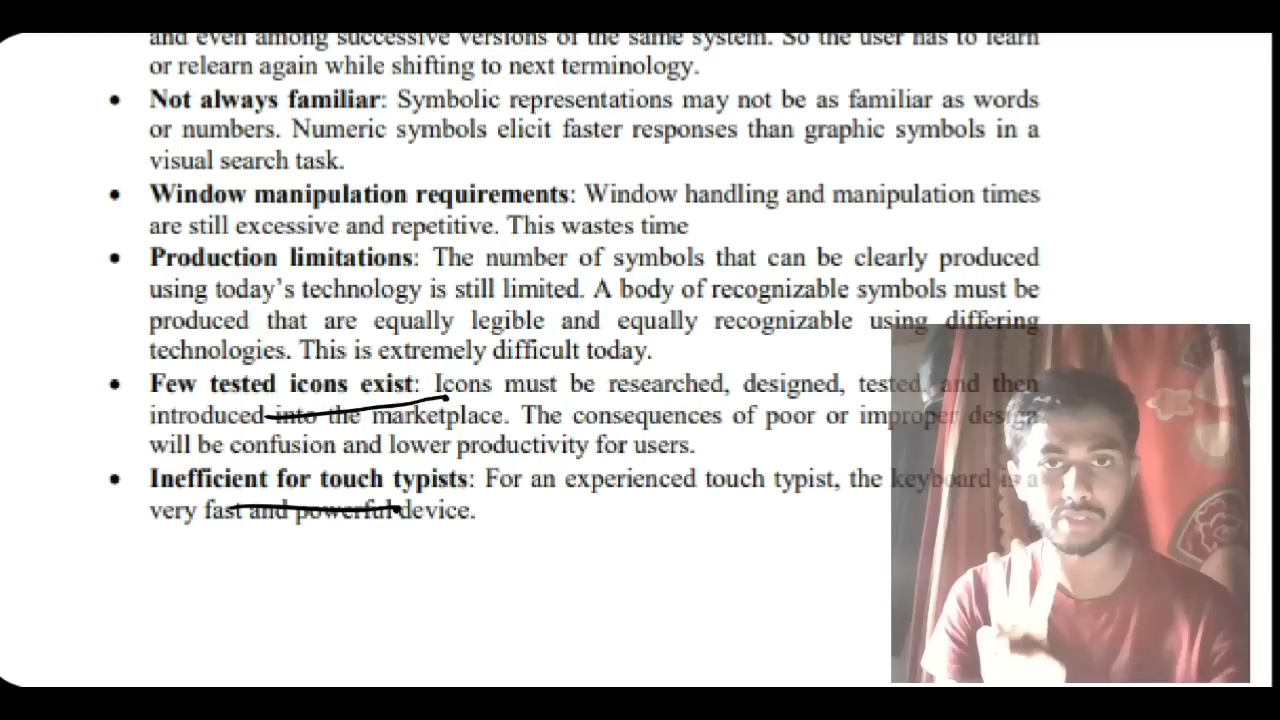 and even among successive versions of the same system. So the user has to learn
or relearn again while shifting to next terminology.
• Not always familiar: Symbolic representations may not be as familiar as words
or numbers. Numeric symbols elicit faster responses than graphic symbols in a
visual search task.
• Window manipulation requirements: Window handling and manipulation times
are still excessive and repetitive. This wastes time
• Production limitations: The number of symbols that can be clearly produced
using today's technology is still limited. A body of recognizable symbols must be
produced that are equally legible and equally recognizable using differing
technologies. This is extremely difficult today.
• Few tested icons exist: Icons must be researched, designed, tested, and then
introduced into the marketplace. The consequences of poor or improper design
will be confusion and lower productivity for users.
• Inefficient for touch typists: For an experienced touch typist, the keyboard is a
very fast and powerful device.